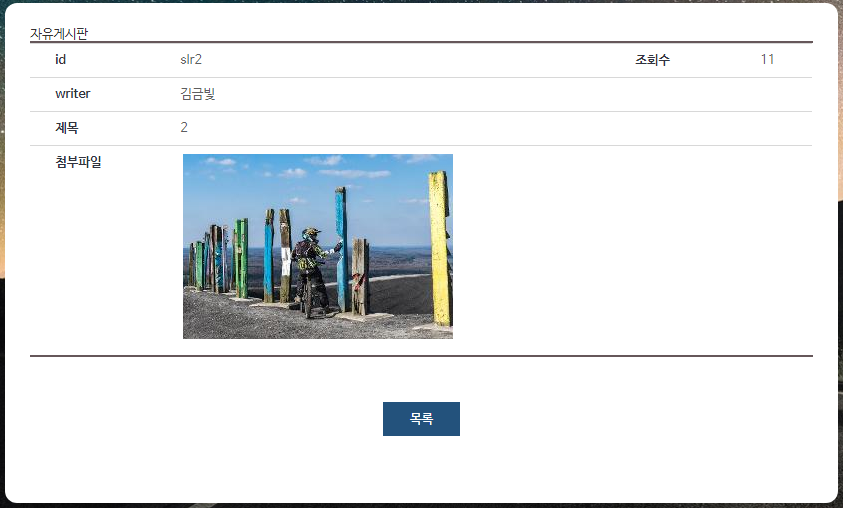 자유게시판
id slr2 조회수 11
writer 김금빛
제목 2
첨부파일
목록